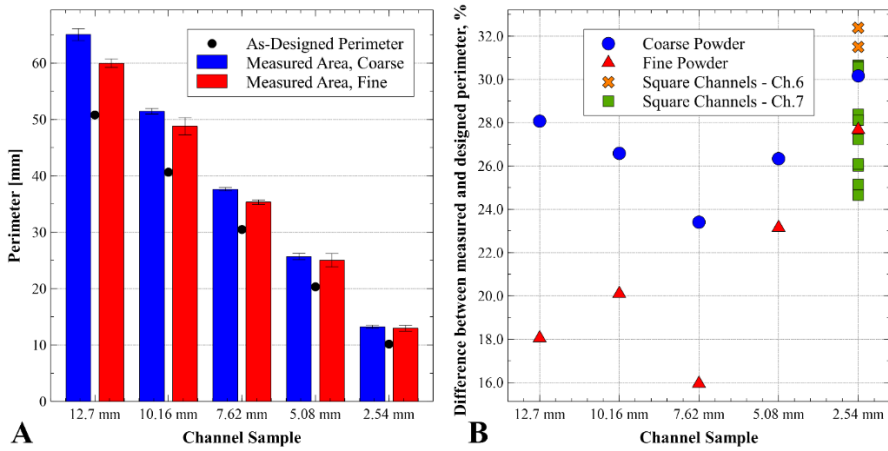 As-Designed Perimeter
Measured Area, Coarse
Measured Area, Fine
Perimeter [mm]
60
50
40
30
20
10
0
12.7 mm
10.16 mm
7.62 mm
5.08 mm
2.54 mm
Channel Sample
A
Coarse Powder
Fine Powder
Square Channels - Ch.6
Square Channels - Ch.7
Difference between measured and designed perimeter, %
32.0
30.0
28.0
26.0
24.0
22.0
20.0
18.0
16.0
12.7 mm
10.16 mm
7.62 mm
5.08 mm
2.54 mm
Channel Sample
B